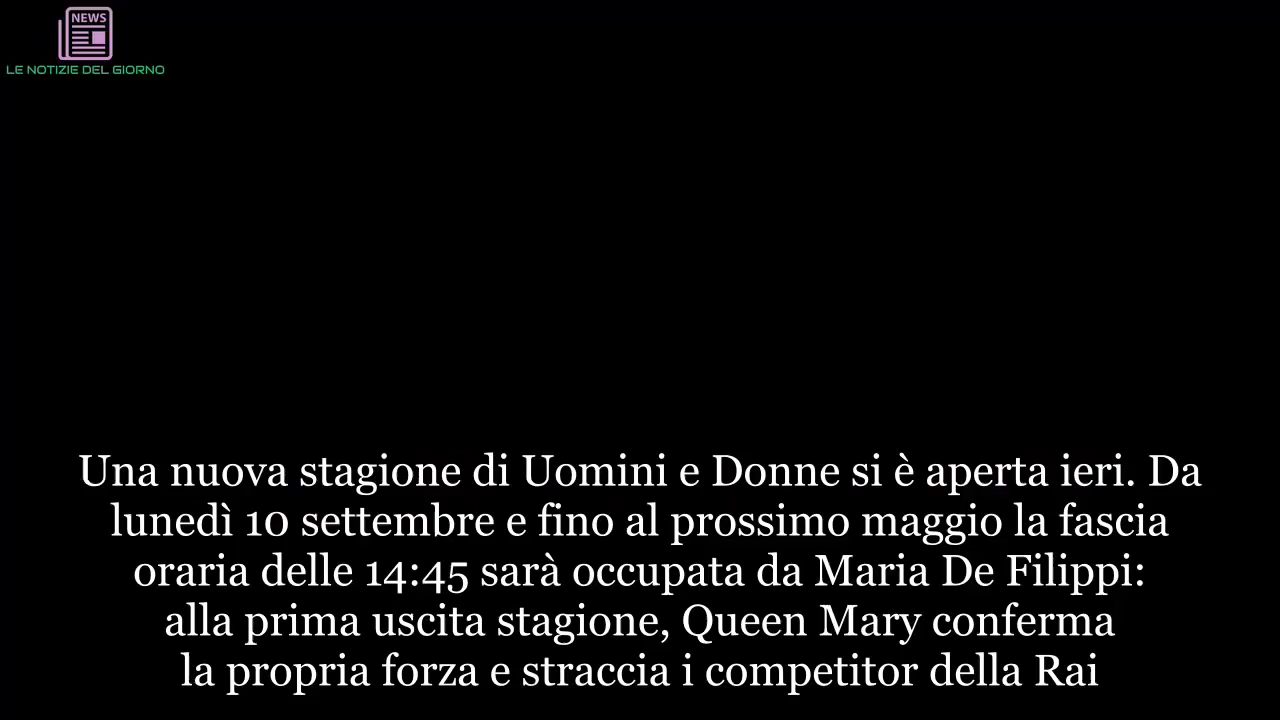 NEWS
LE NOTIZIE DEL GIORNO
Una nuova stagione di Uomini e Donne si è aperta ieri. Da
lunedì 10 settembre e fino al prossimo maggio la fascia
oraria delle 14:45 sarà occupata da Maria De Filippi:
alla prima uscita stagione, Queen Mary conferma
la propria forza e straccia i competitor della Rai